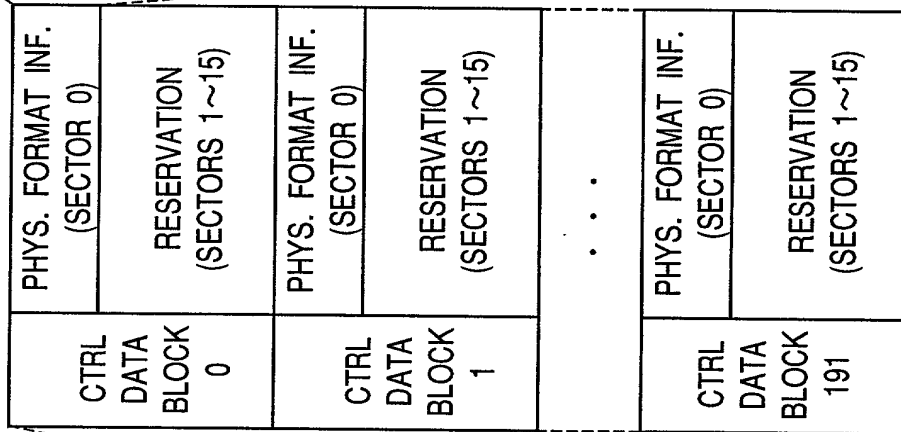 CTRL
DATA
BLOCK
0
PHYS. FORMAT INF.
(SECTOR 0)
RESERVATION
(SECTORS 1~15)
CTRL
DATA
BLOCK
1
PHYS. FORMAT INF.
(SECTOR 0)
RESERVATION
(SECTORS 1~15)
. . .
CTRL
DATA
BLOCK
191
PHYS. FORMAT INF.
(SECTOR 0)
RESERVATION
(SECTORS 1~15)